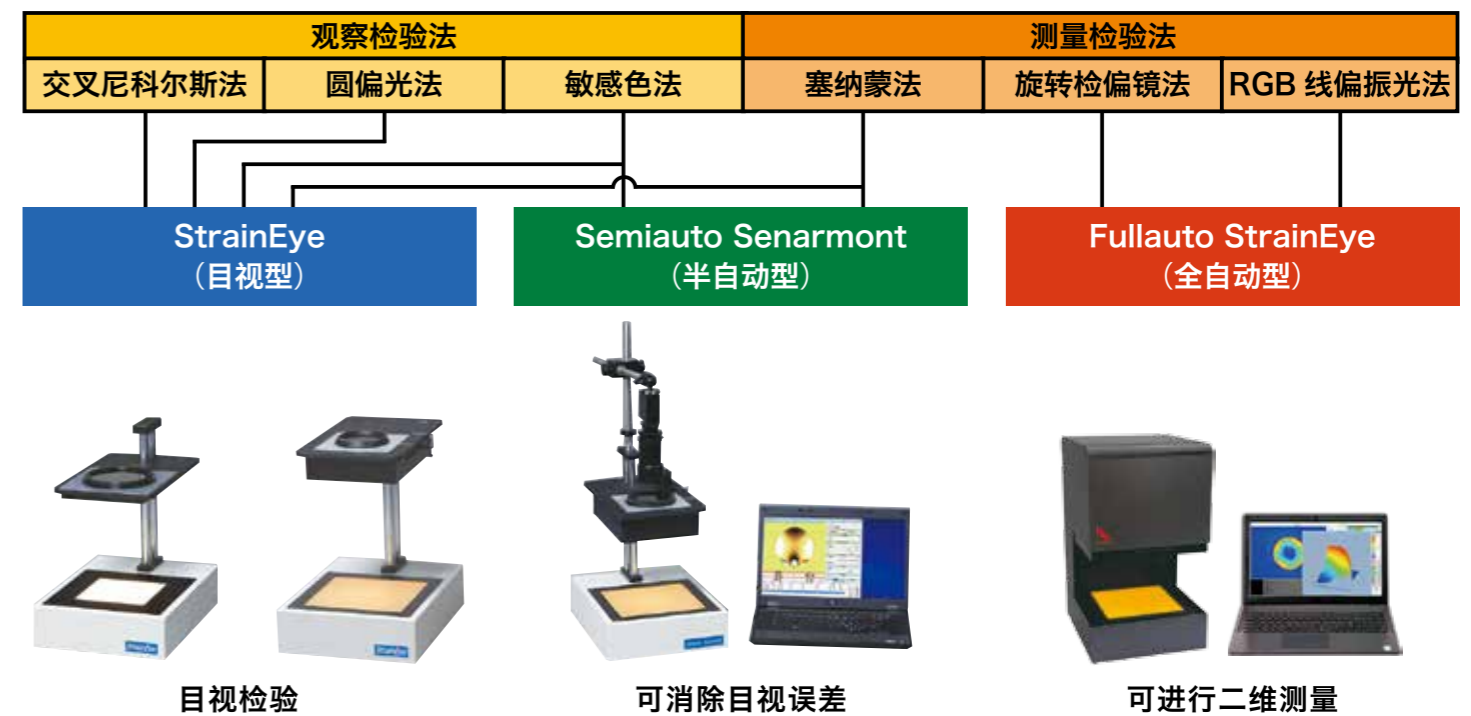 观察检验法
测量检验法
交叉尼科尔斯法
圆偏光法
敏感色法
塞纳蒙法
旋转检偏镜法
RGB 线偏振光法
StrainEye
（目视型）
Semiauto Senarmont
（半自动型）
Fullauto StrainEye
（全自动型）
目视检验
可消除目视误差
可进行二维测量